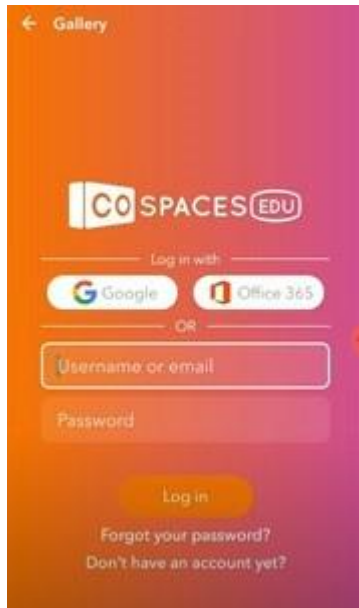 Gallery
CO SPACES EDU
Log in with
Google
Office 365
OR
Username or email
Password
Log in
Forgot your password?
Don't have an account yet?